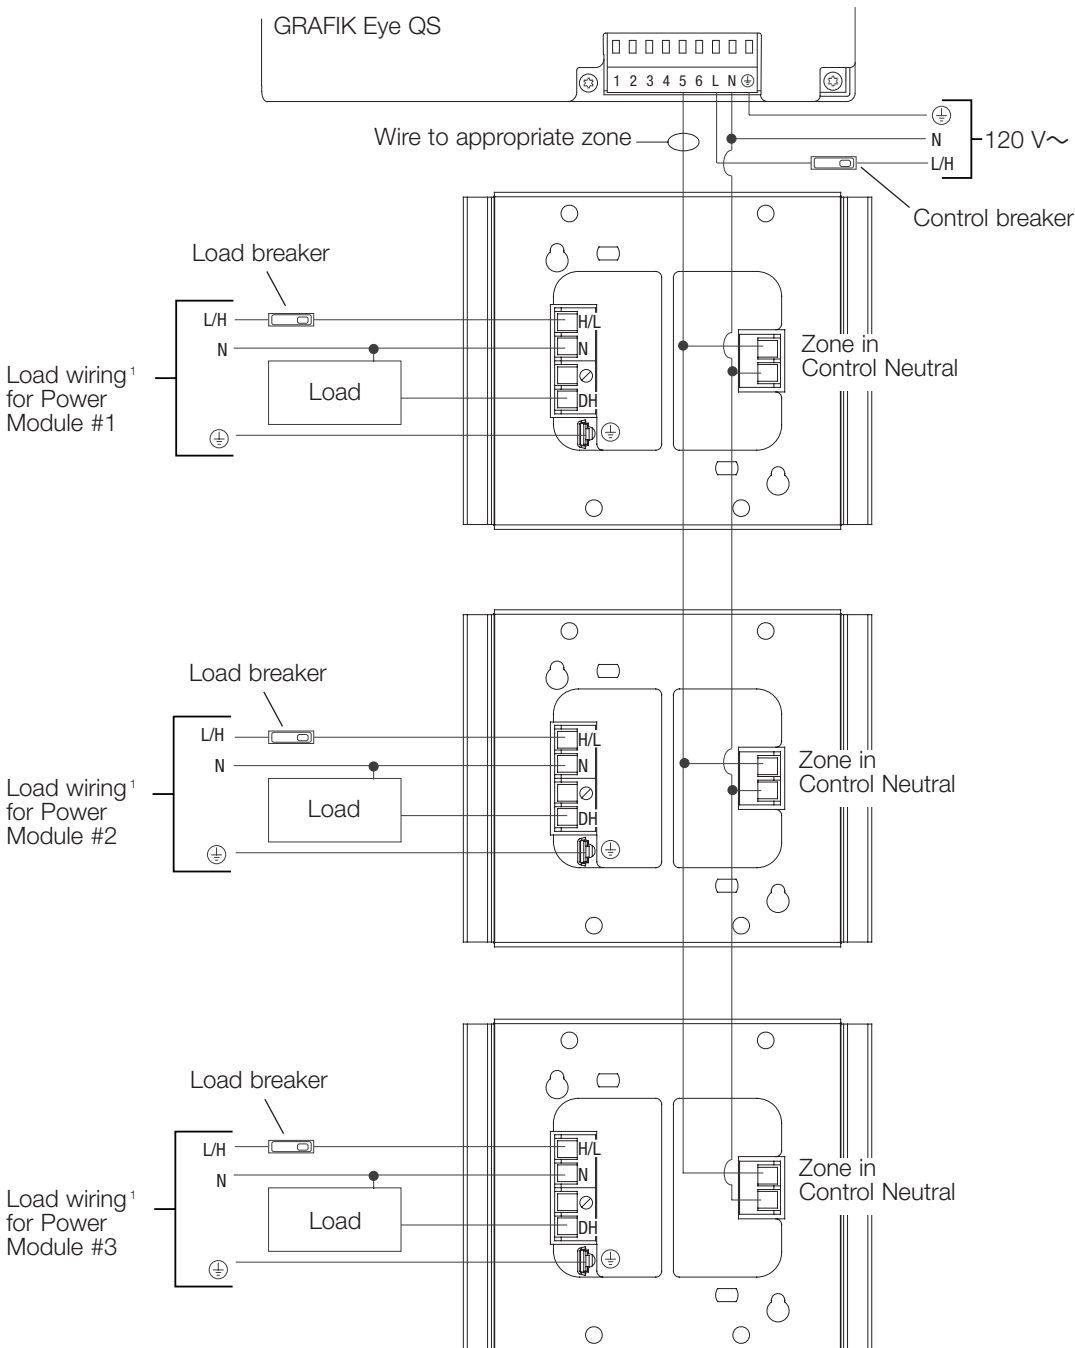 GRAFIK Eye QS
1 2 3 4 5 6 L N
Wire to appropriate zone
N
120 V~
L/H
Control breaker
Load breaker
L/H
H/L
N
N
Zone in
Control Neutral
Load wiring¹
for Power
Module #1
Load
DH
Load breaker
L/H
H/L
N
N
Zone in
Control Neutral
Load wiring¹
for Power
Module #2
Load
DH
Load breaker
L/H
H/L
N
N
Zone in
Control Neutral
Load wiring¹
for Power
Module #3
Load
DH